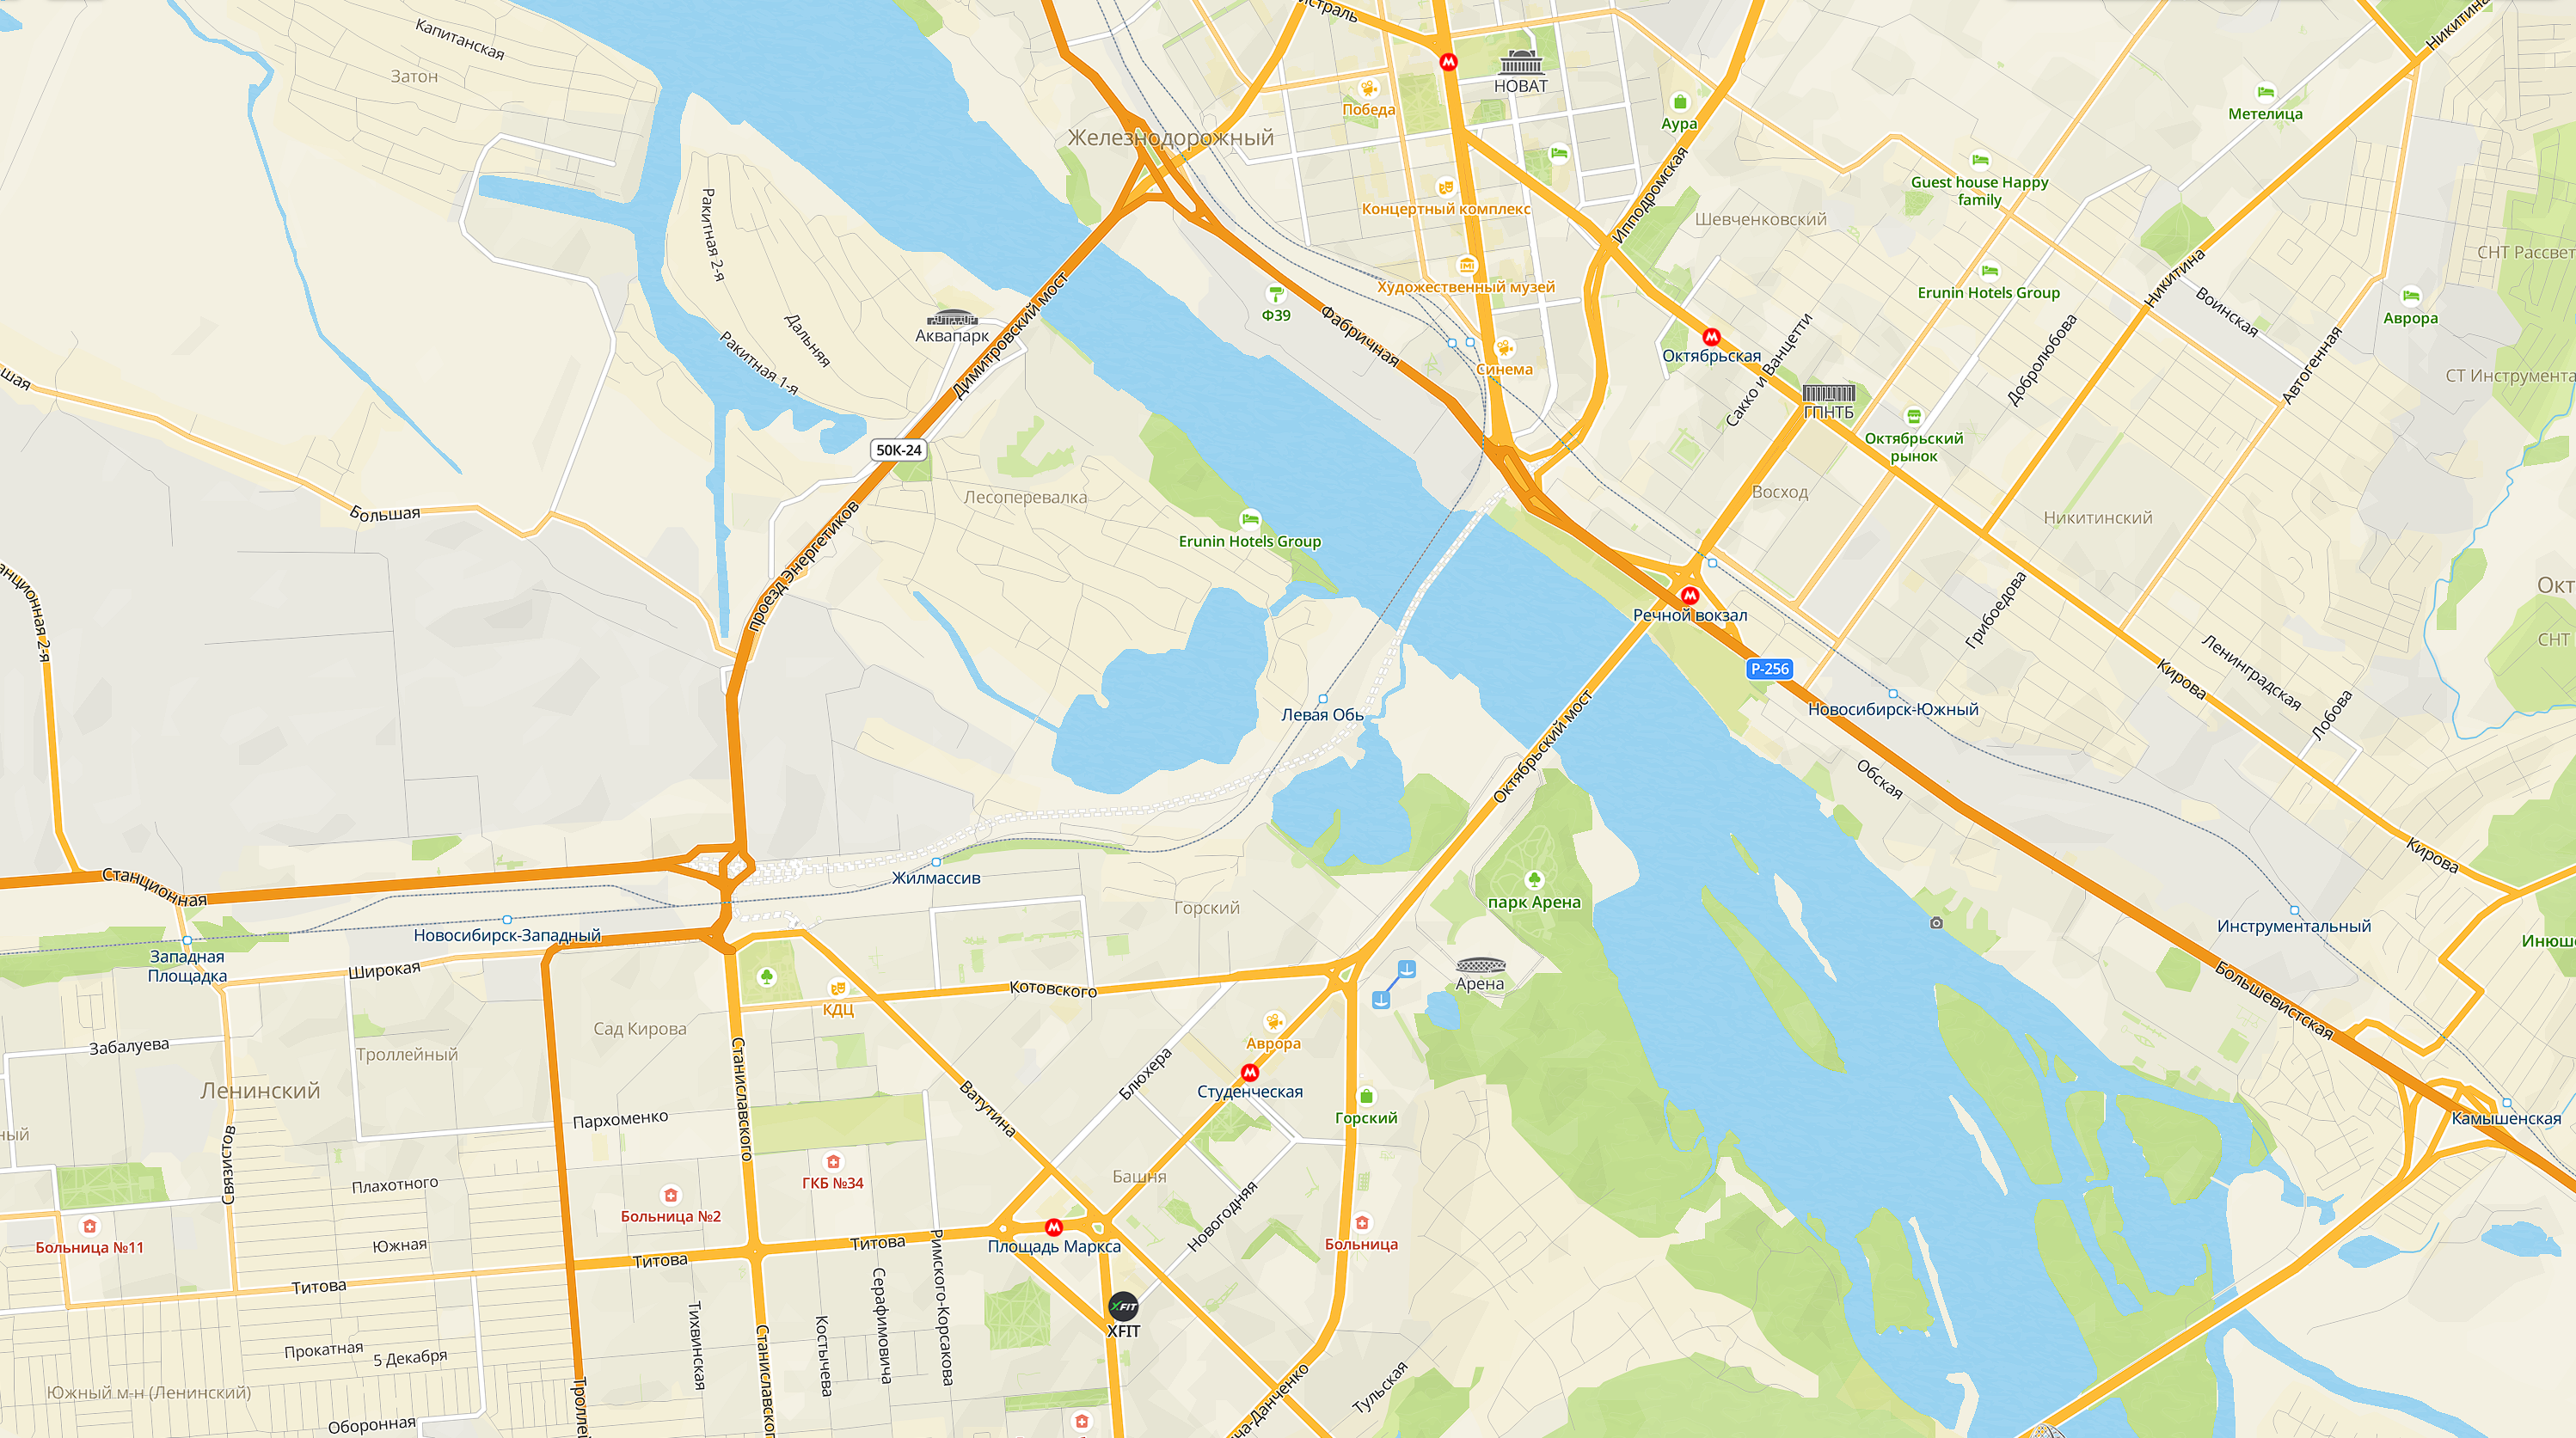 Капитанская
Затон
Железнодорожный
Победа
НОВАТ
Аура
Метелица
Никитина
Guest house Happy
family
Концертный комплекс
Ипподромская
Шевченковский
СНТ Рассвет
Ракитная 2-я
Дальняя
Ракитная 1-я
Аквапарк
Димитровский мост
Ф39
Фабричная
Художественный музей
Синема
Erunin Hotels Group
Никитина
Воинская
Аврора
Октябрьская
Сакко и Ванцетти
Добролюбова
Автогенная
ГПНТБ
Октябрьский
рынок
50К-24
Большая
Лесоперевалка
Erunin Hotels Group
Восход
Никитинский
проезд Энергетиков
Речной вокзал
Грибоедова
СНТ
Р-256
Ленинградская
Кирова
Лобова
Левая Обь
Новосибирск-Южный
Октябрьский мост
Обская
Станционная
Жилмассив
Горский
парк Арена
Кирова
Западная
Площадка
Новосибирск-Западный
Широкая
Инструментальный
Котовского
Арена
КДЦ
Большевистская
Забалуева
Троллейный
Сад Кирова
Аврора
Студенческая
Ленинский
Станиславского
Ватутина
Блюхера
Горский
Камышенская
Пархоменко
Связистов
Плахотного
Больница №2
ГКБ №34
Башня
Новогодняя
Больница
Больница №11
Южная
Титова
Титова
Титова
Площадь Маркса
Римского-Корсакова
Серафимовича
Тихвинская
Костычева
Станиславского
XFIT
XFIT
Прокатная
5 Декабря
Южный м-н (Ленинский)
Оборонная
Тульская